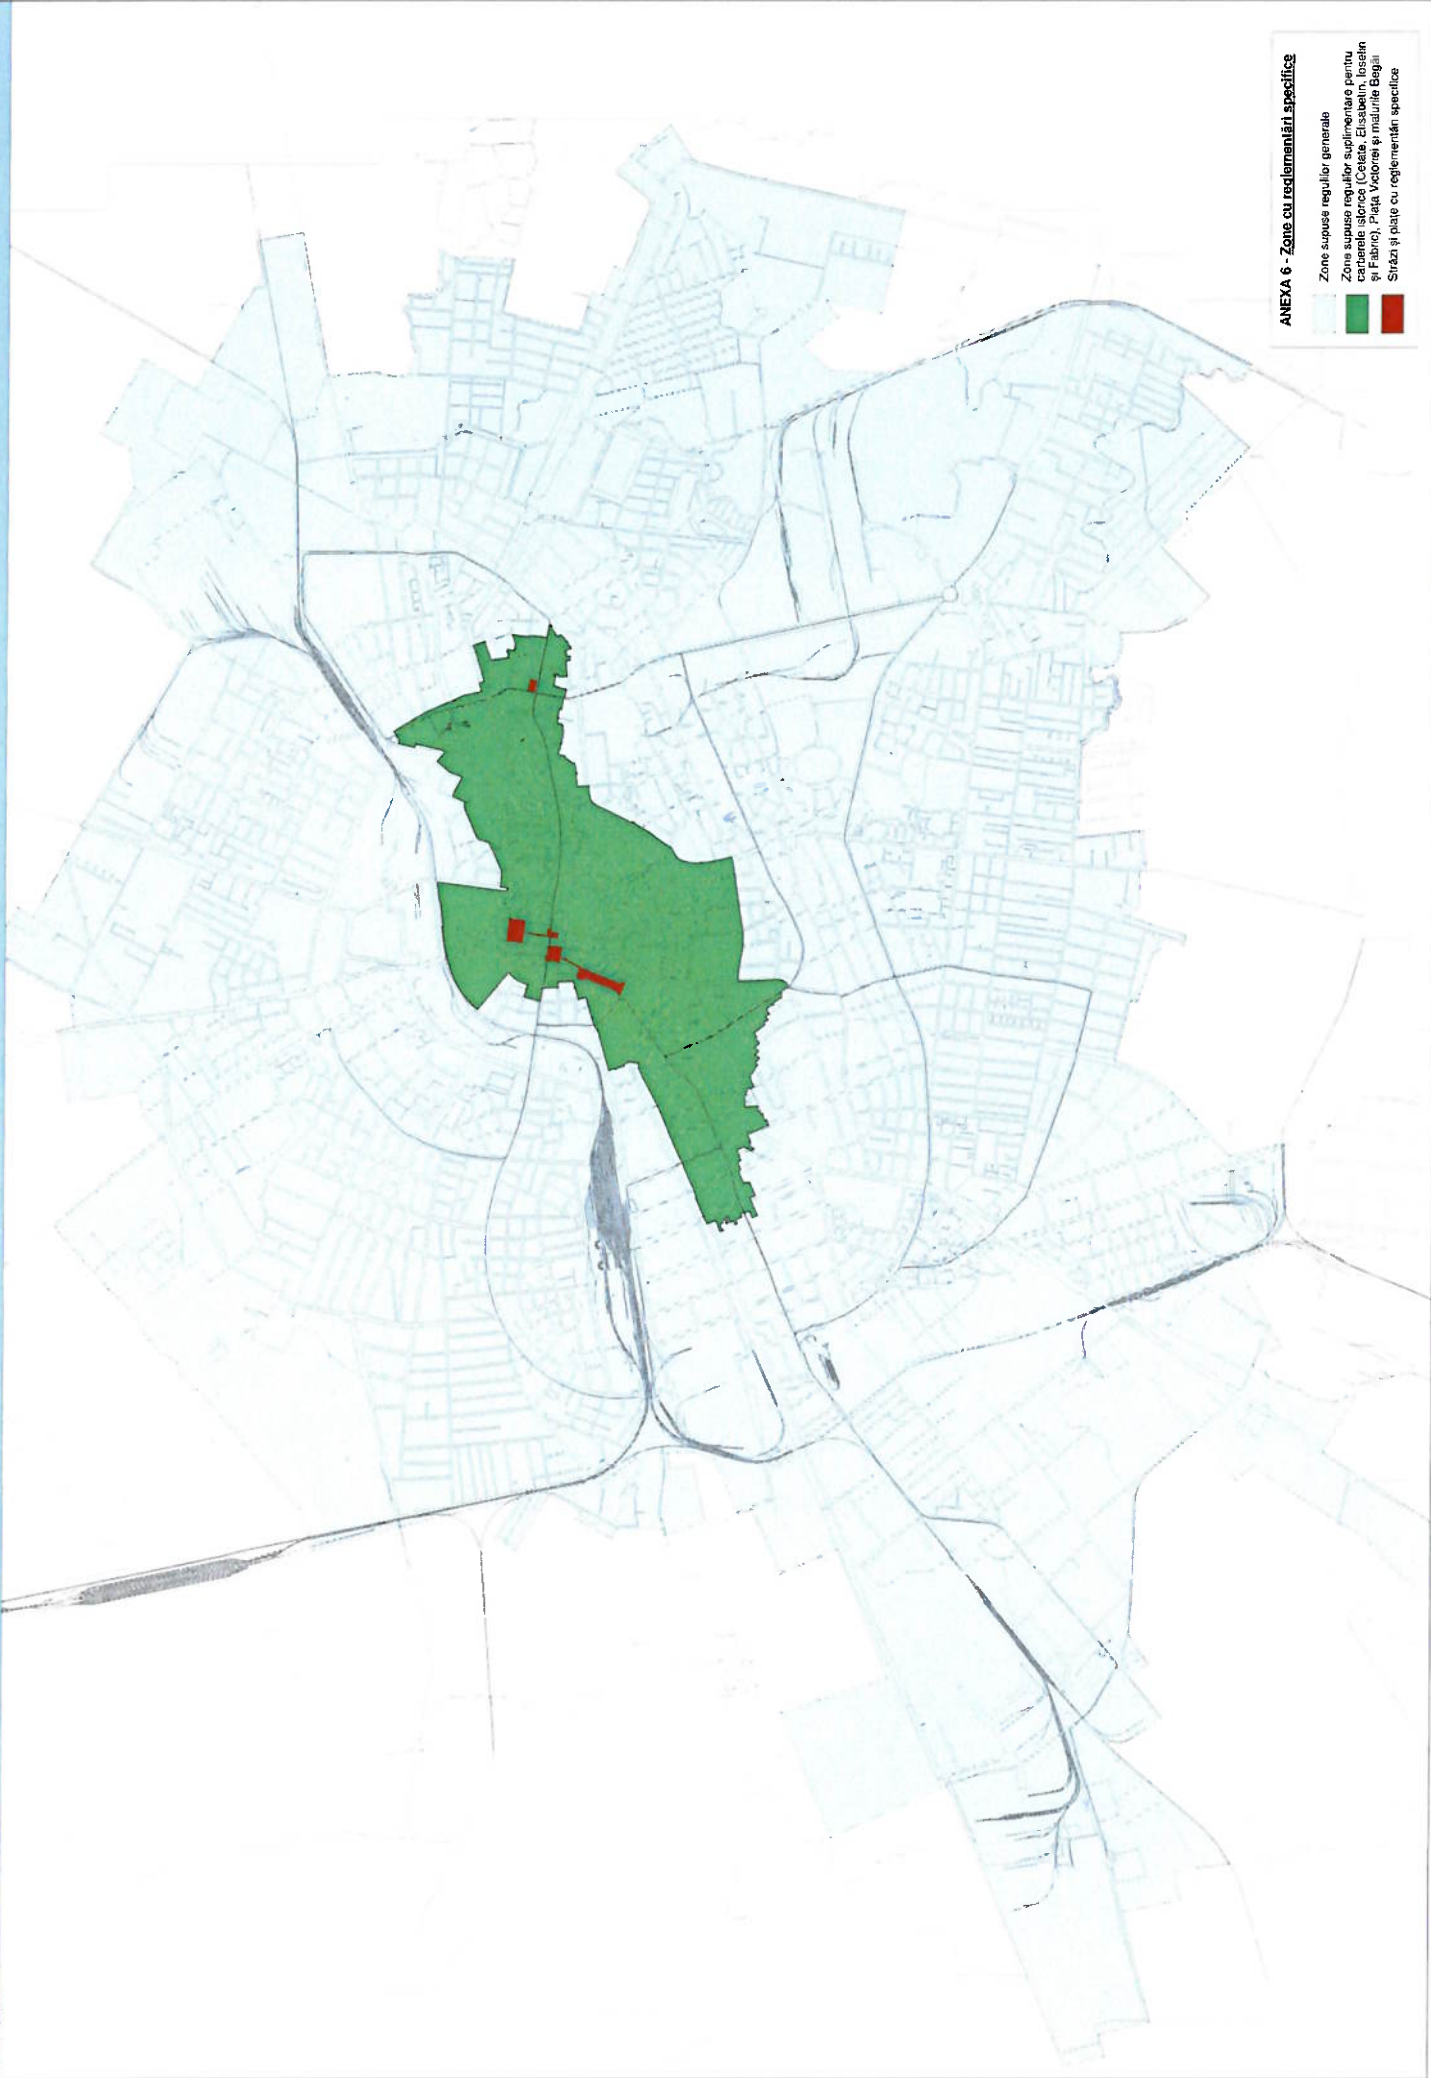 ANEXA 6 - Zone cu reglementări specifice
Zone supuse regulilor generale
Zone supuse regulilor suplimentare pentru
cartierele istorice (Cetate, Elisabetin, Iosefin
și Fabric), Piața Victoriei și malurile Begăi
Străzi și piațe cu reglementări specifice